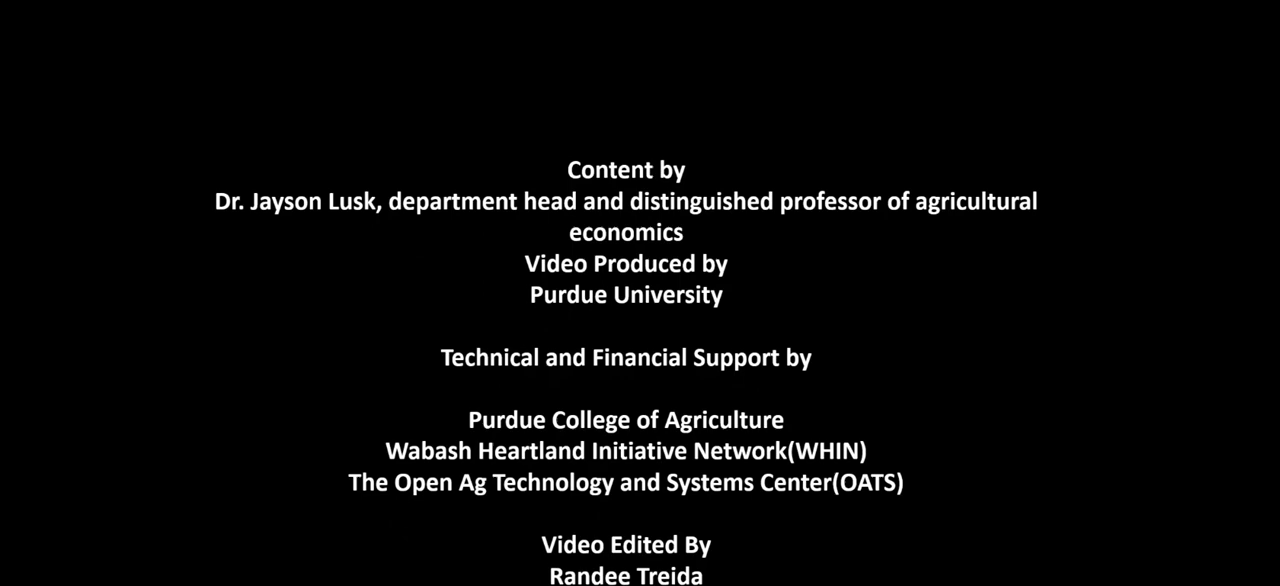 Content by
Dr. Jayson Lusk, department head and distinguished professor of agricultural
economics
Video Produced by
Purdue University
Technical and Financial Support by
Purdue College of Agriculture
Wabash Heartland Initiative Network(WHIN)
The Open Ag Technology and Systems Center(OATS)
Video Edited By
Randee Treida